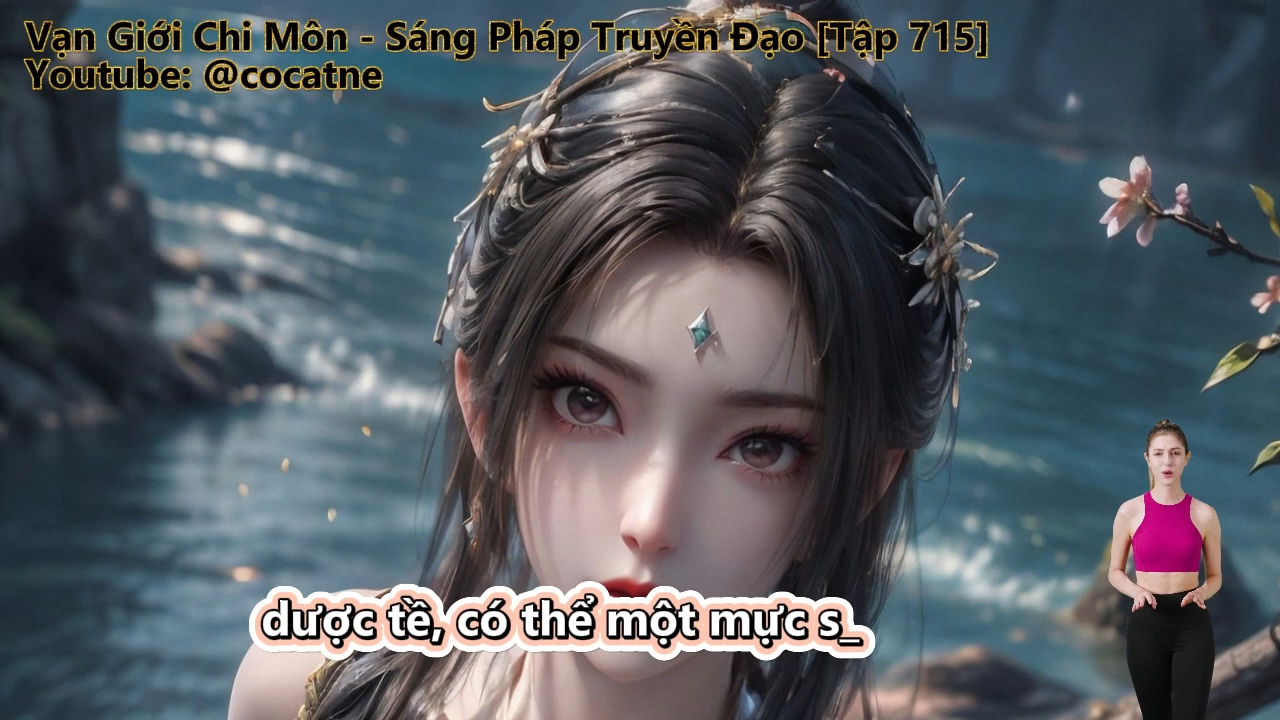 Vạn Giới Chi Môn - Sáng Pháp Truyền Đạo [Tập 715]
Youtube: @cocatne
dược tề, có thể một mực s_